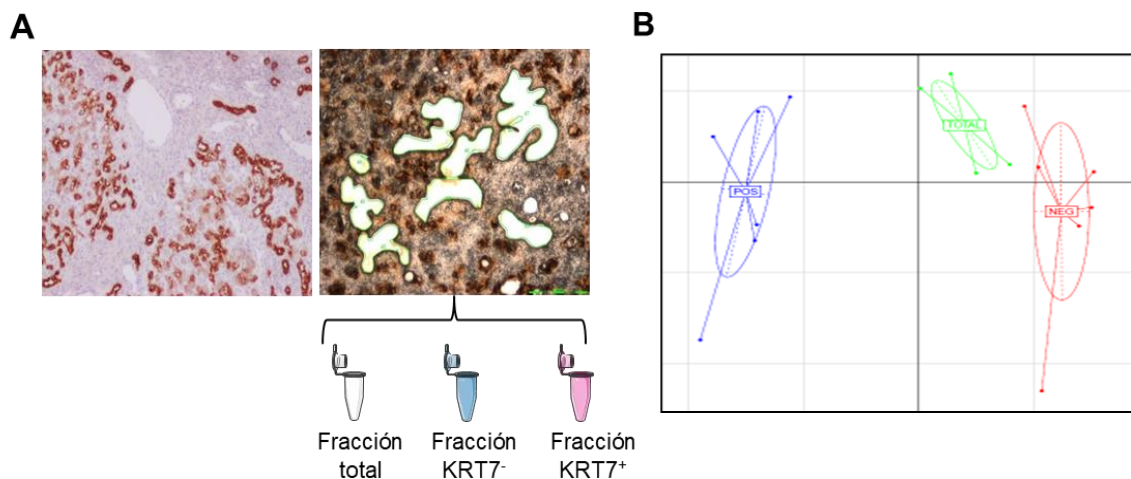 A
B
POS
TOTAL
NEG
Fracción
total
Fracción
KRT7⁻
Fracción
KRT7⁺